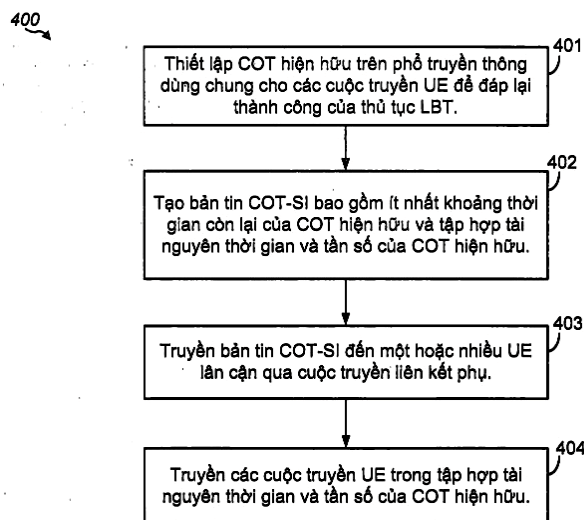 400
401
Thiết lập COT hiện hữu trên phổ truyền thông
dùng chung cho các cuộc truyền UE để đáp lại
thành công của thủ tục LBT.
402
Tạo bản tin COT-SI bao gồm ít nhất khoảng thời
gian còn lại của COT hiện hữu và tập hợp tài
nguyên thời gian và tần số của COT hiện hữu.
403
Truyền bản tin COT-SI đến một hoặc nhiều UE
lân cận qua cuộc truyền liên kết phụ.
404
Truyền các cuộc truyền UE trong tập hợp tài
nguyên thời gian và tần số của COT hiện hữu.